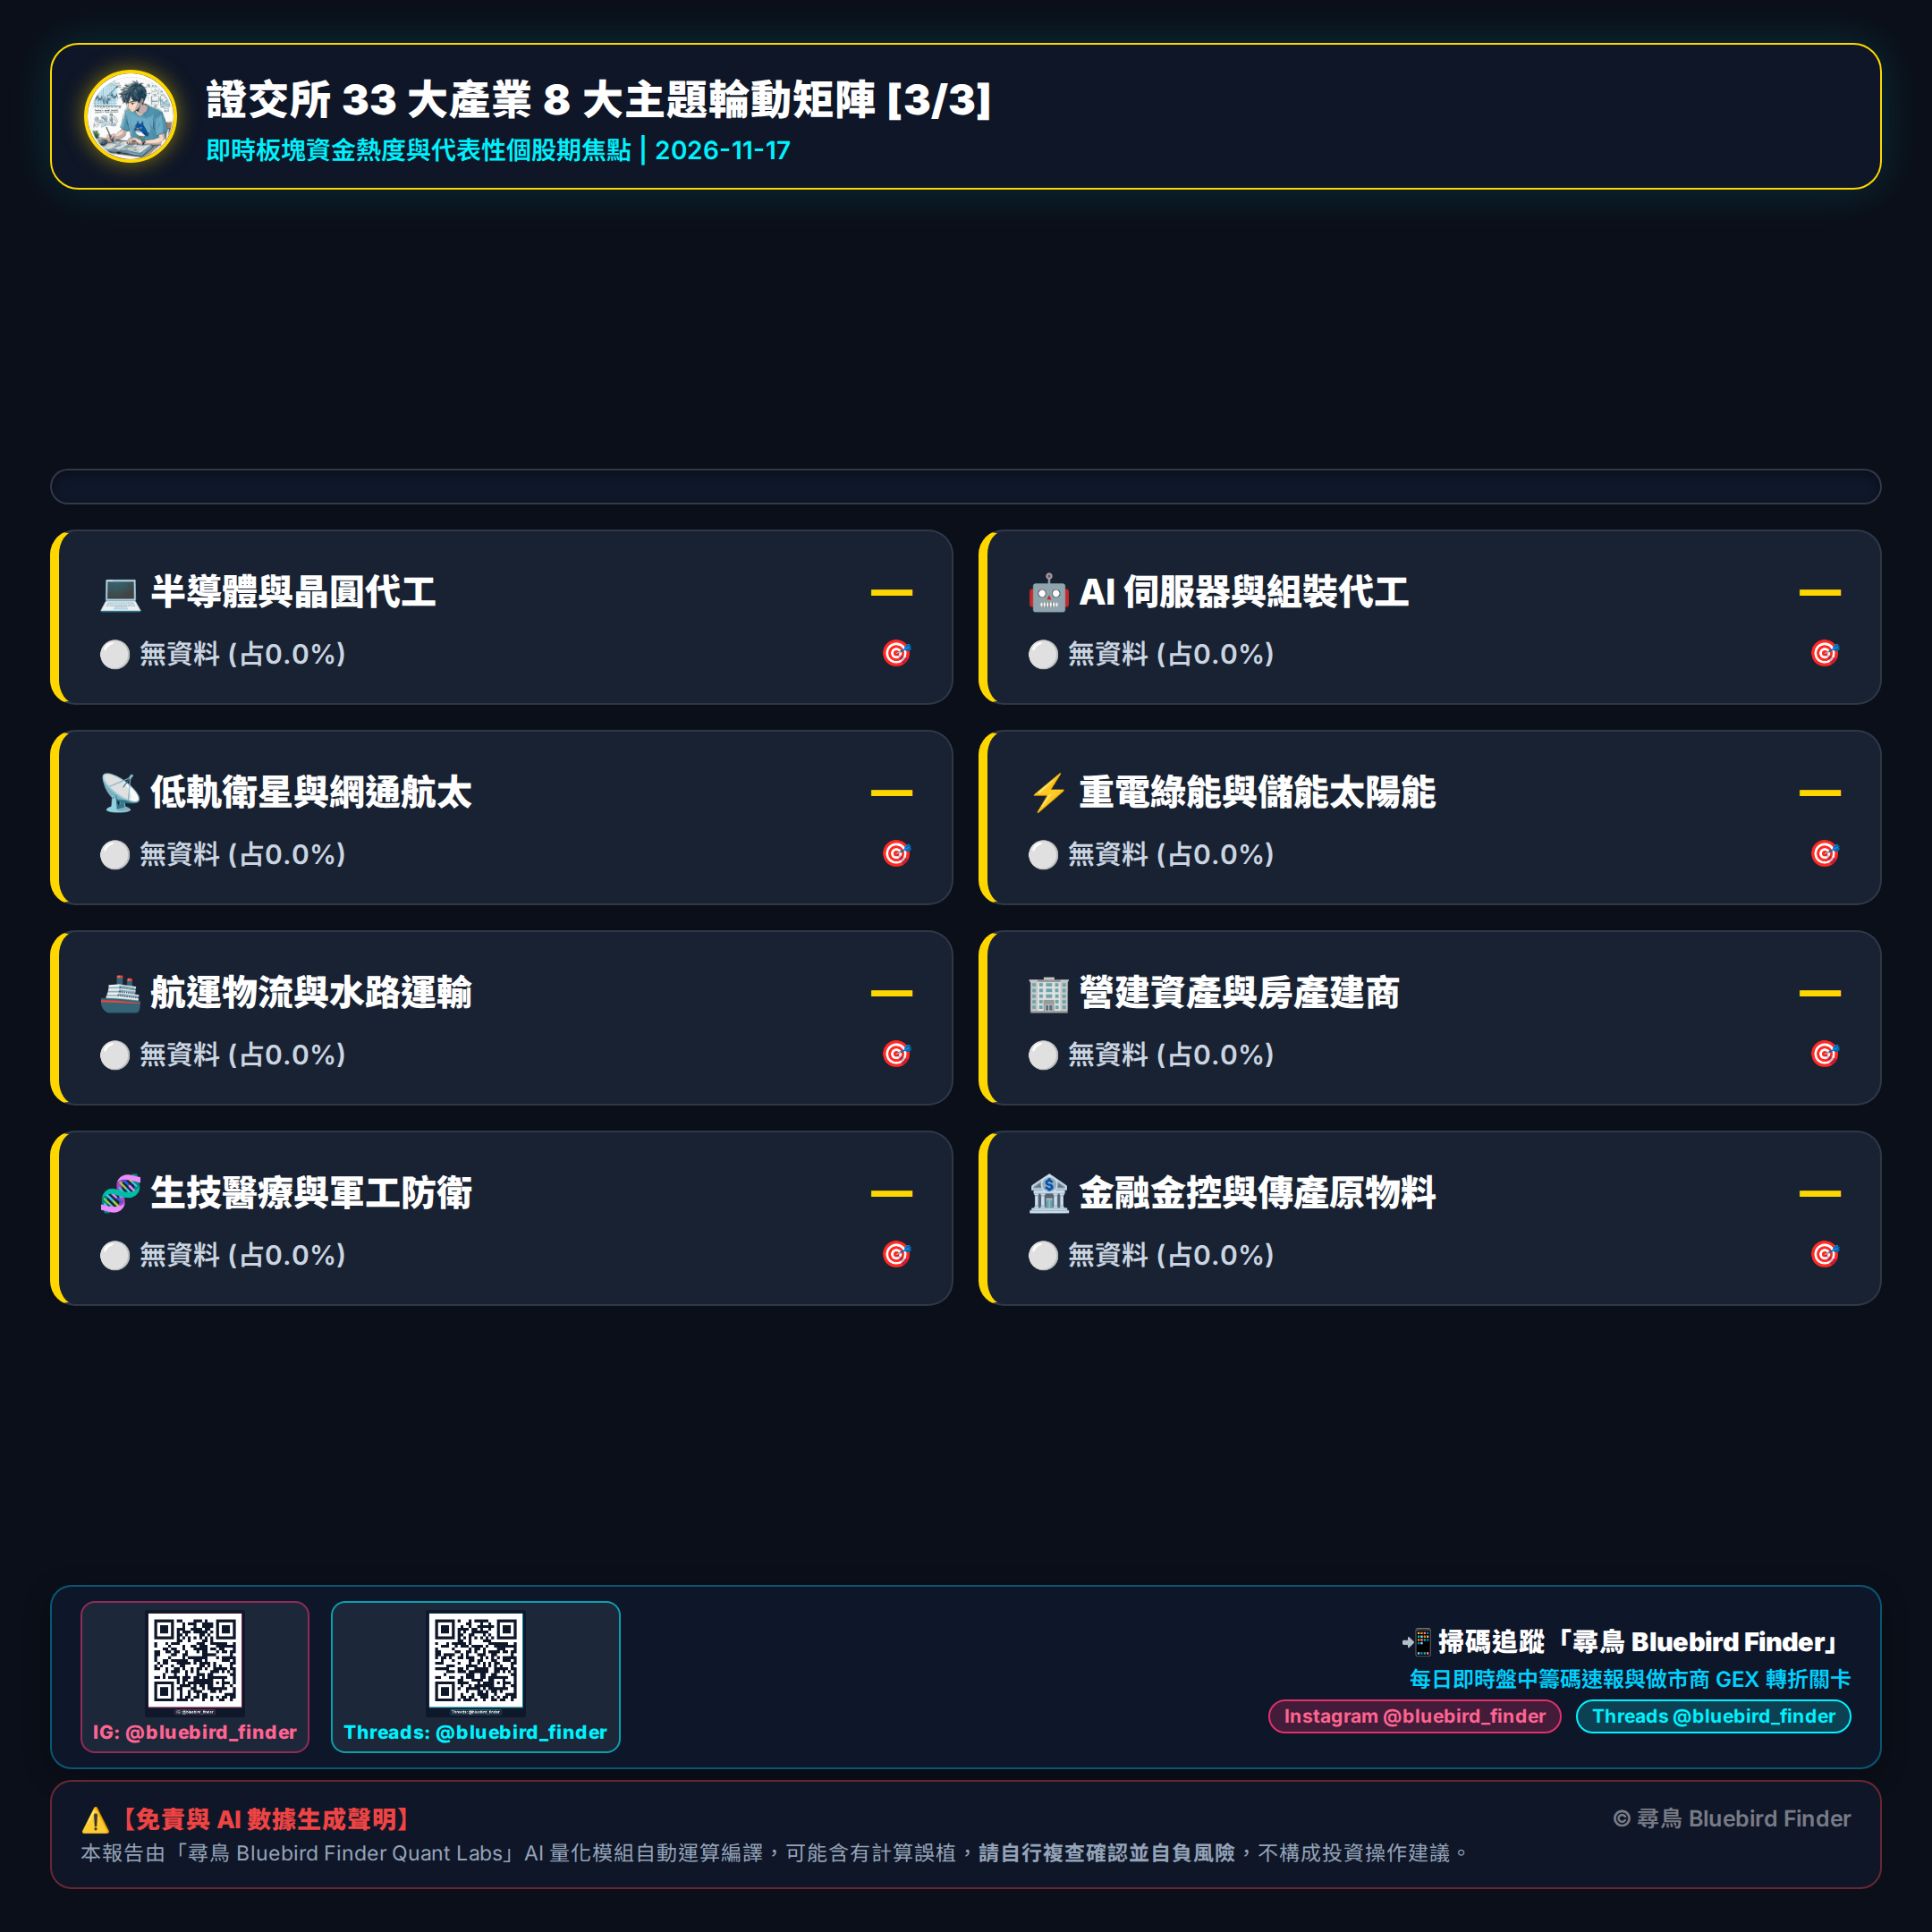 證交所 33 大產業 8 大主題輪動矩陣 [3/3]
即時板塊資金熱度與代表性個股期焦點 | 2026-11-17
💻 半導體與晶圓代工 —
⚪ 無資料 (占0.0%) 🎯
🤖 AI 伺服器與組裝代工 —
⚪ 無資料 (占0.0%) 🎯
📡 低軌衛星與網通航太 —
⚪ 無資料 (占0.0%) 🎯
⚡ 重電綠能與儲能太陽能 —
⚪ 無資料 (占0.0%) 🎯
🚢 航運物流與水路運輸 —
⚪ 無資料 (占0.0%) 🎯
🏢 營建資產與房產建商 —
⚪ 無資料 (占0.0%) 🎯
🧬 生技醫療與軍工防衛 —
⚪ 無資料 (占0.0%) 🎯
🏦 金融金控與傳產原物料 —
⚪ 無資料 (占0.0%) 🎯
IG: @bluebird_finder
IG: @bluebird_finder
Threads: @bluebird_finder
Threads: @bluebird_finder
📲 掃碼追蹤「尋鳥 Bluebird Finder」
每日即時盤中籌碼速報與做市商 GEX 轉折關卡
Instagram @bluebird_finder
Threads @bluebird_finder
⚠️【免責與 AI 數據生成聲明】
© 尋鳥 Bluebird Finder
本報告由「尋鳥 Bluebird Finder Quant Labs」AI 量化模組自動運算編譯，可能含有計算誤植，請自行複查確認並自負風險，不構成投資操作建議。